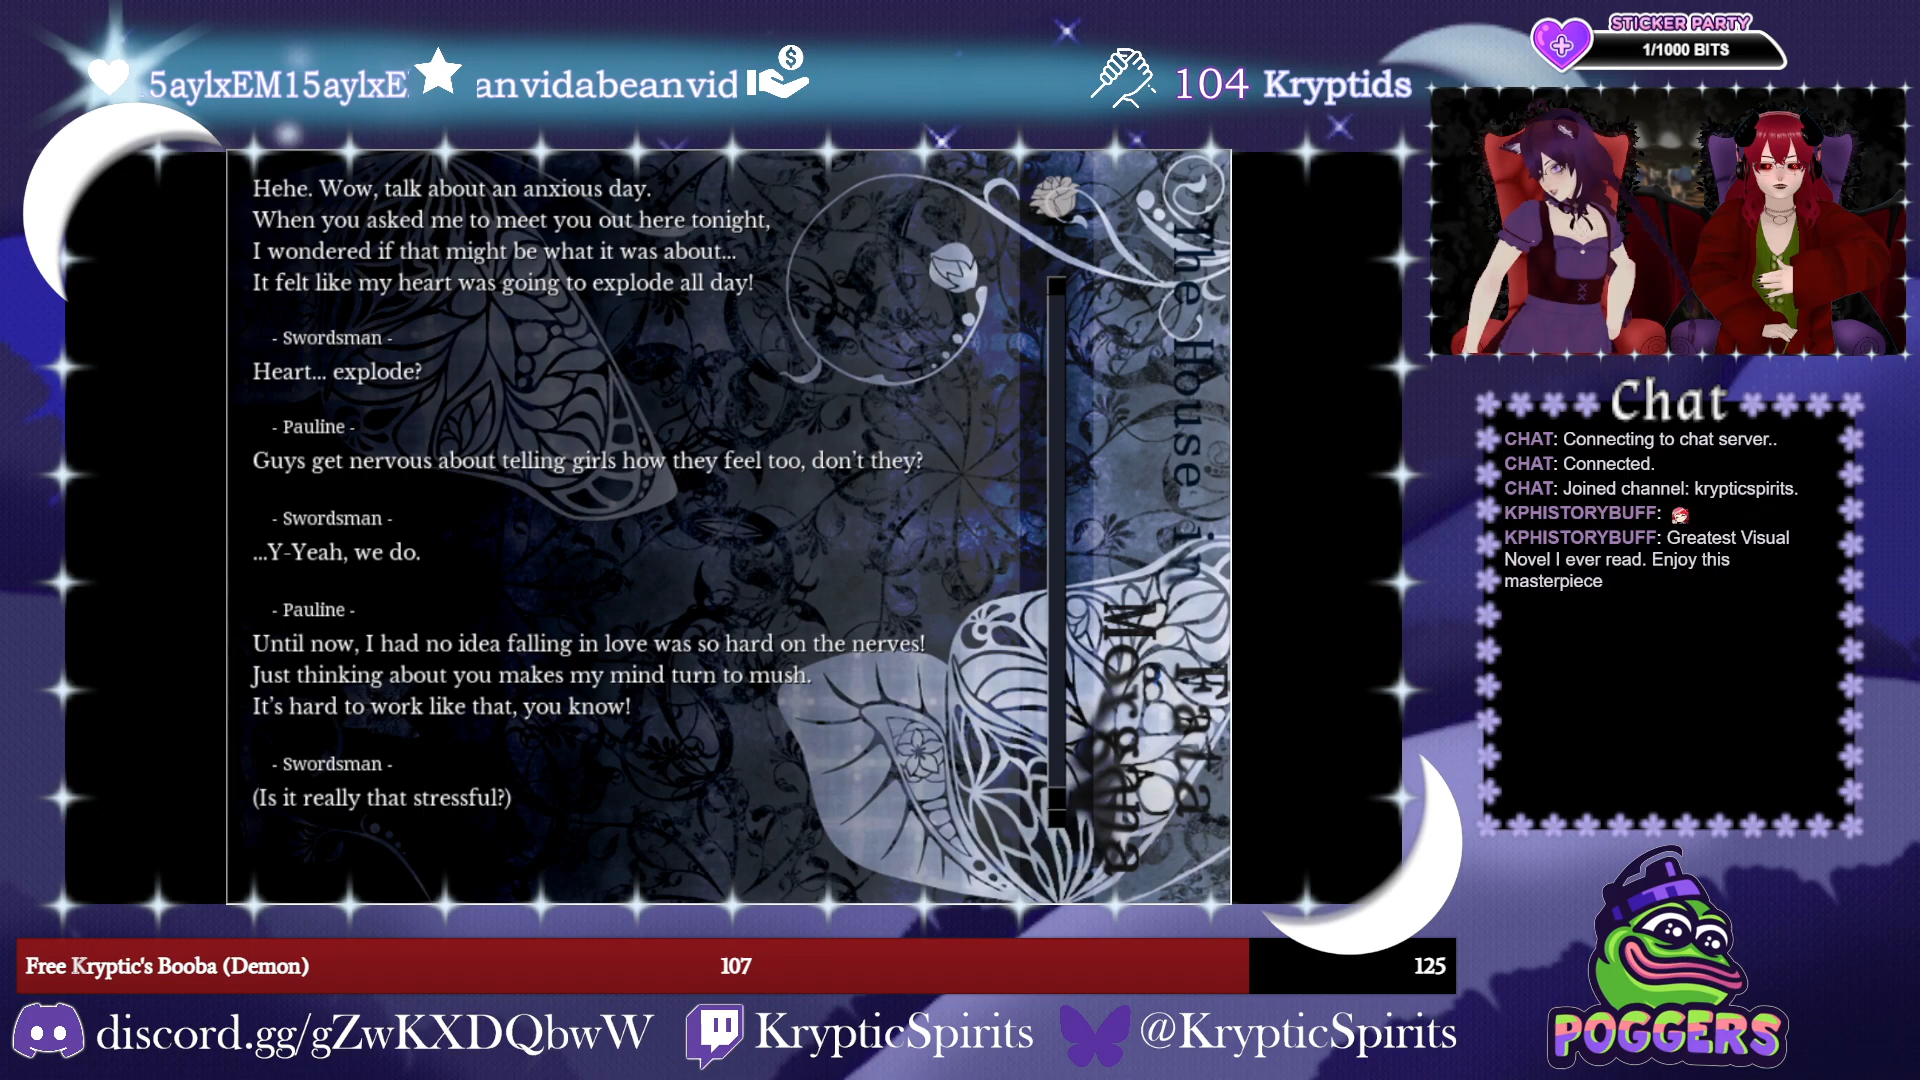 STICKER PARTY
1/1000 BITS
5aylxEM15aylxE
anvidabeanvid
104 Kryptids
Hehe. Wow, talk about an anxious day.
When you asked me to meet you out here tonight,
I wondered if that might be what it was about...
It felt like my heart was going to explode all day!
- Swordsman -
Heart... explode?
- Pauline -
Guys get nervous about telling girls how they feel too, don't they?
- Swordsman -
...Y-Yeah, we do.
- Pauline -
Until now, I had no idea falling in love was so hard on the nerves!
Just thinking about you makes my mind turn to mush.
It's hard to work like that, you know!
- Swordsman -
(Is it really that stressful?)
The House in
Fata
Morgana
Chat
CHAT: Connecting to chat server..
CHAT: Connected.
CHAT: Joined channel: krypticspirits.
KPHISTORYBUFF:
KPHISTORYBUFF: Greatest Visual
Novel I ever read. Enjoy this
masterpiece
Free Kryptic's Booba (Demon)
107
125
discord.gg/gZwKXDQbwW
KrypticSpirits
@KrypticSpirits
POGGERS